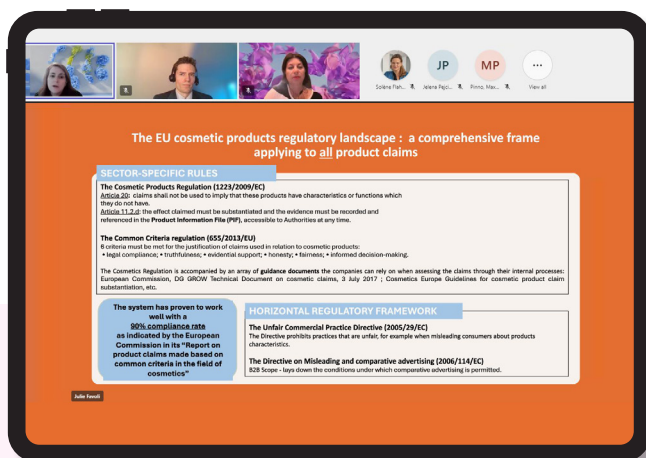 JP
MP
...
Solène Fieh...
Jelena Pejci...
Pirino, Max...
View all
The EU cosmetic products regulatory landscape : a comprehensive frame
applying to all product claims
SECTOR-SPECIFIC RULES
The Cosmetic Products Regulation (1223/2009/EC)
Article 20: claims shall not be used to imply that these products have characteristics or functions which
they do not have.
Article 11.2.d: the effect claimed must be substantiated and the evidence must be recorded and
referenced in the Product Information File (PIF), accessible to Authorities at any time.
The Common Criteria regulation (655/2013/EU)
6 criteria must be met for the justification of claims used in relation to cosmetic products:
• legal compliance; • truthfulness; • evidential support; • honesty; • fairness; • informed decision-making.
The Cosmetics Regulation is accompanied by an array of guidance documents the companies can rely on when assessing the claims through their internal processes:
European Commission, DG GROW Technical Document on cosmetic claims, 3 July 2017 ; Cosmetics Europe Guidelines for cosmetic product claim
substantiation, etc.
The system has proven to work
well with a
90% compliance rate
as indicated by the European
Commission in its "Report on
product claims made based on
common criteria in the field of
cosmetics"
HORIZONTAL REGULATORY FRAMEWORK
The Unfair Commercial Practice Directive (2005/29/EC)
The Directive prohibits practices that are unfair, for example when misleading consumers about products
characteristics.
The Directive on Misleading and comparative advertising (2006/114/EC)
B2B Scope - lays down the conditions under which comparative advertising is permitted.
Julie Favoli